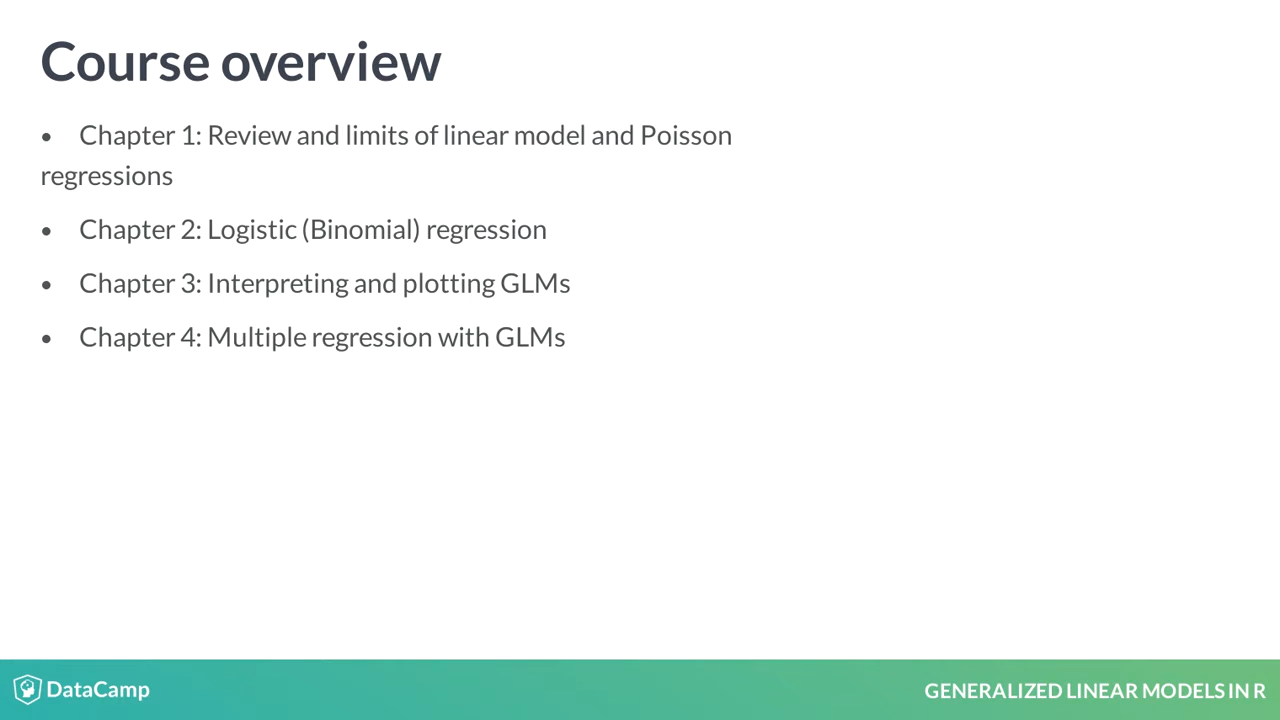 Course overview
• Chapter 1: Review and limits of linear model and Poisson
regressions
• Chapter 2: Logistic (Binomial) regression
• Chapter 3: Interpreting and plotting GLMs
• Chapter 4: Multiple regression with GLMs
DataCamp
GENERALIZED LINEAR MODELS IN R